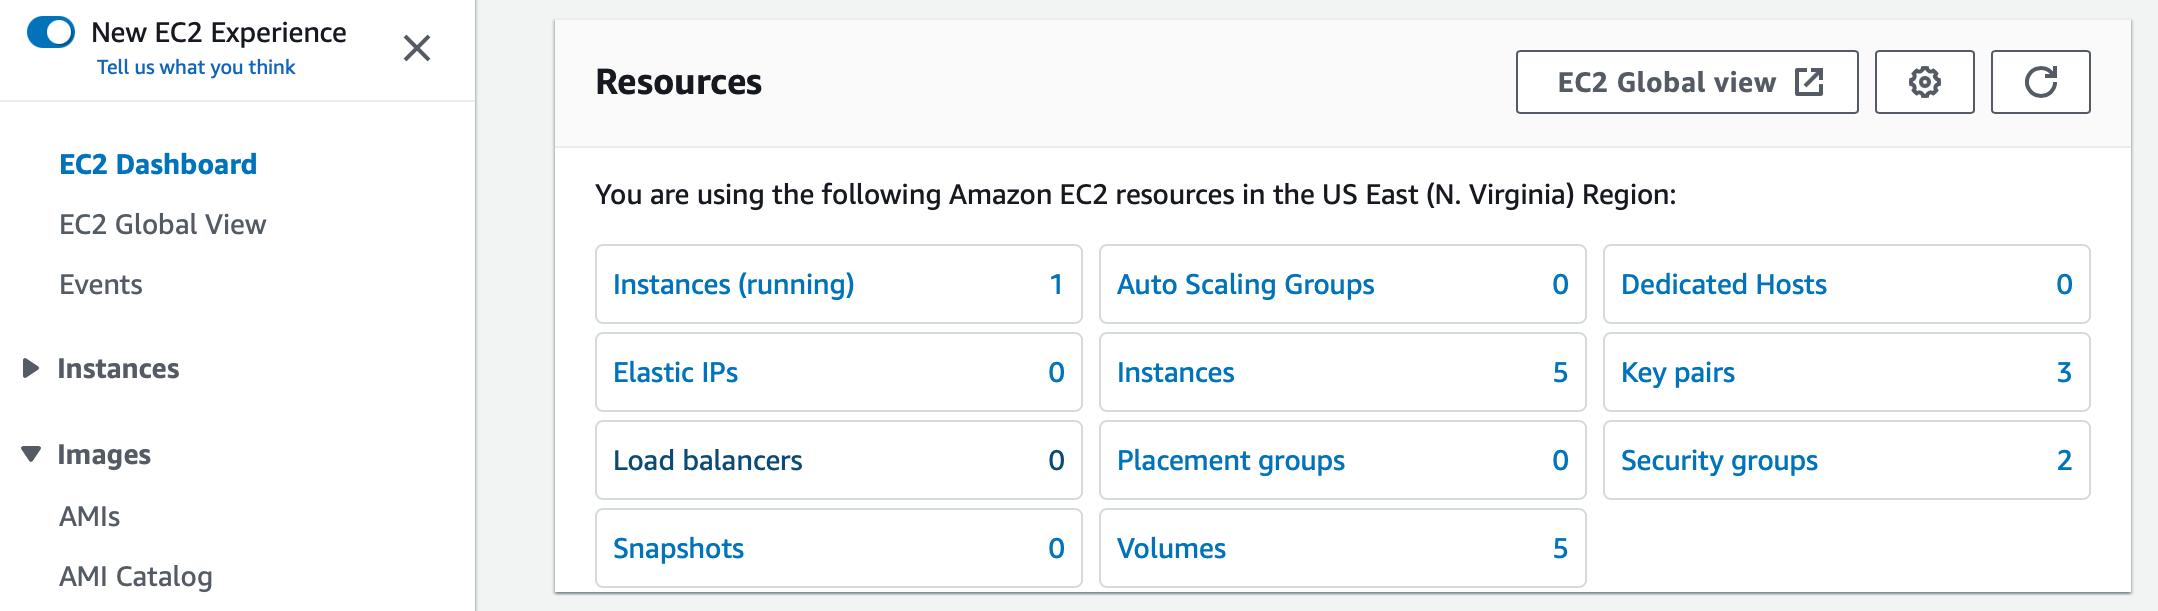 New EC2 Experience
Tell us what you think
EC2 Dashboard
EC2 Global View
Events
Instances
Images
AMIs
AMI Catalog
Resources
EC2 Global view
You are using the following Amazon EC2 resources in the US East (N. Virginia) Region:
Instances (running) 1
Auto Scaling Groups 0
Dedicated Hosts 0
Elastic IPs 0
Instances 5
Key pairs 3
Load balancers 0
Placement groups 0
Security groups 2
Snapshots 0
Volumes 5